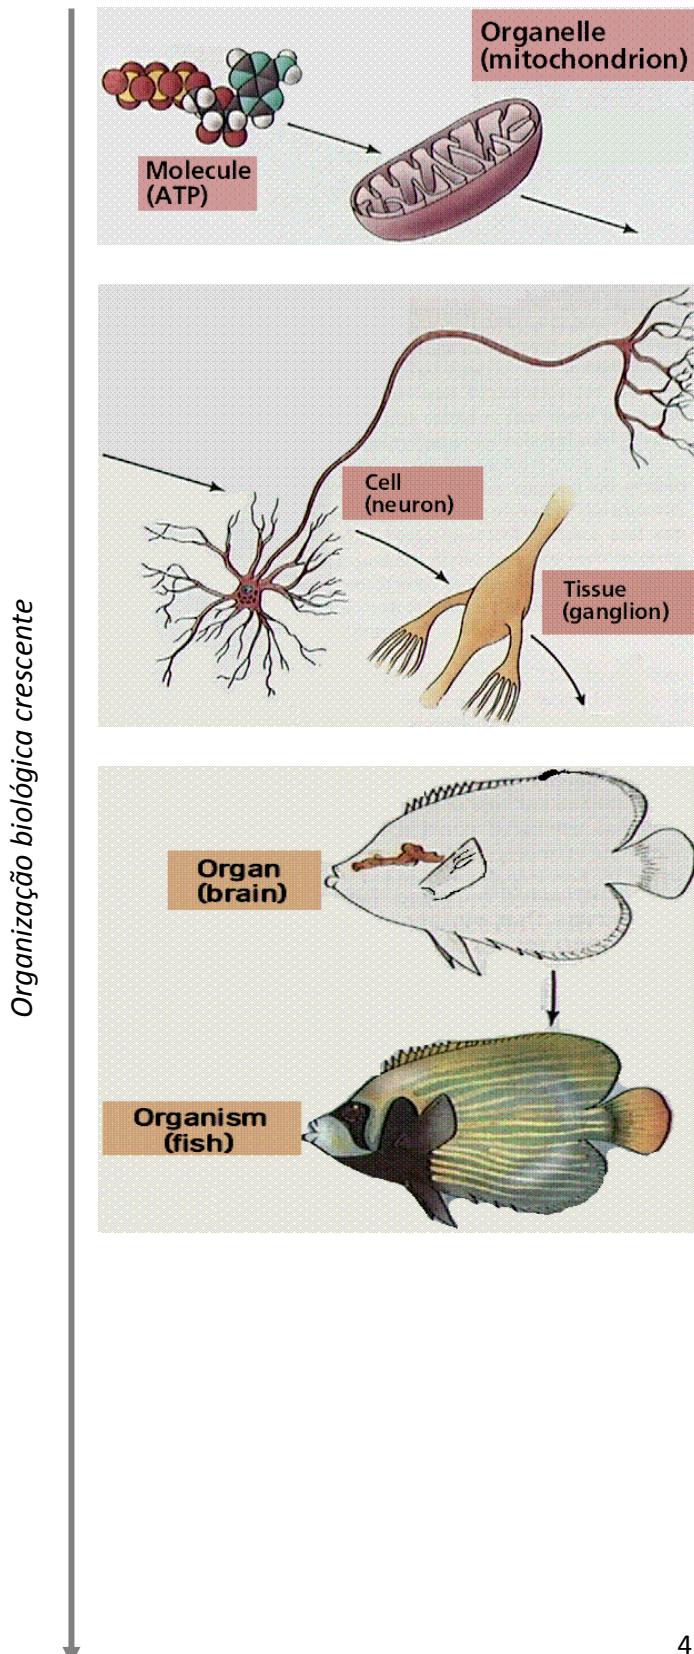 Organelle
(mitochondrion)
Molecule
(ATP)
Cell
(neuron)
Tissue
(ganglion)
Organização biológica crescente
Organ
(brain)
Organism
(fish)
4